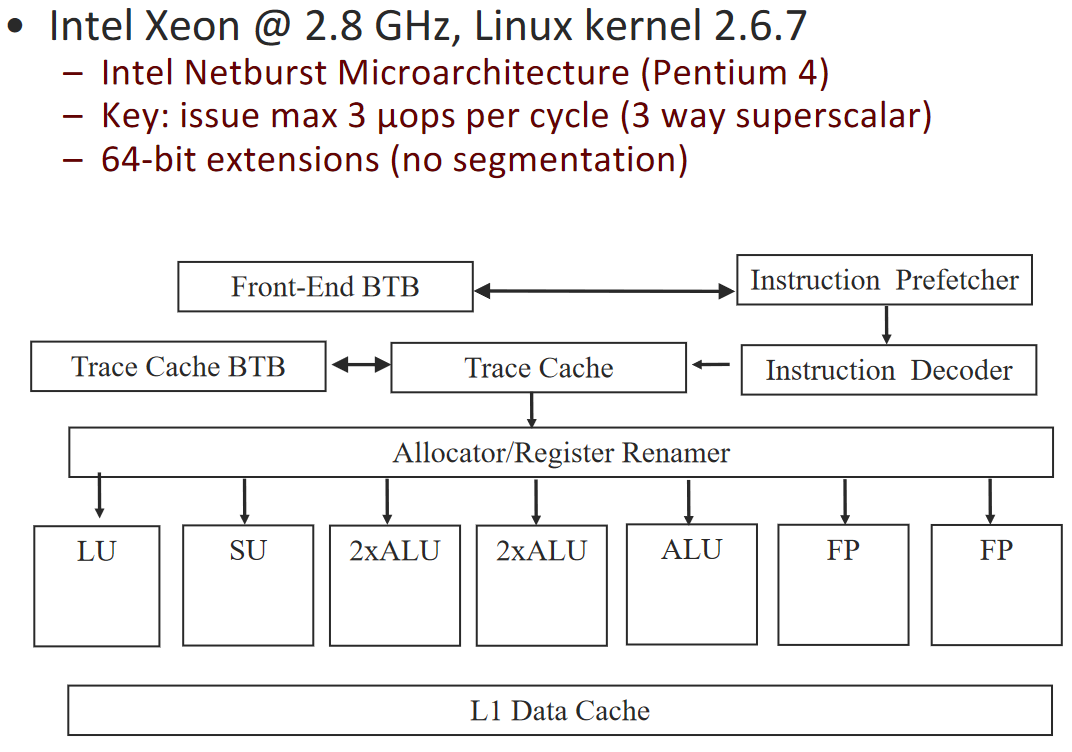 • Intel Xeon @ 2.8 GHz, Linux kernel 2.6.7
– Intel Netburst Microarchitecture (Pentium 4)
– Key: issue max 3 µops per cycle (3 way superscalar)
– 64-bit extensions (no segmentation)
Front-End BTB
Instruction Prefetcher
Trace Cache BTB
Trace Cache
Instruction Decoder
Allocator/Register Renamer
LU
SU
2xALU
2xALU
ALU
FP
FP
L1 Data Cache